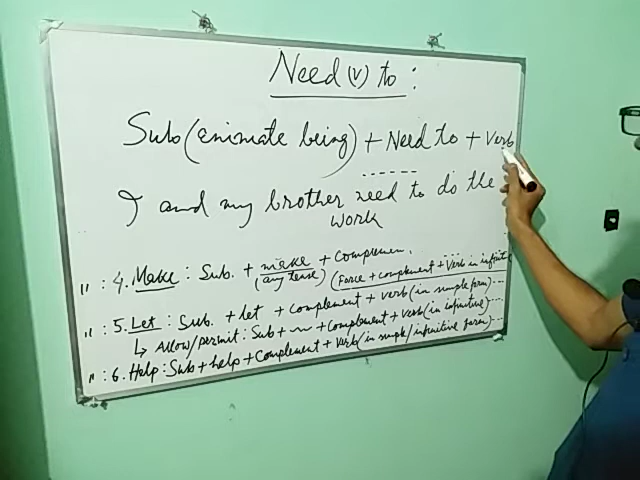 Need (v) to :
Sub (animate being) + Need to + Verb
I and my brother need to do the
work
" : 4. Make : Sub. + make + Complemen.
(any tense) (Force + complement + Verb in infinitive
" : 5. Let : Sub. + let + complement + verb (in simple form) ...
↳ Allow/permit : Sub + ~ + Complement + Verb (in infinitive) ...
" : 6. Help : Sub + help + Complement + Verb (in simple / infinitive form) ...